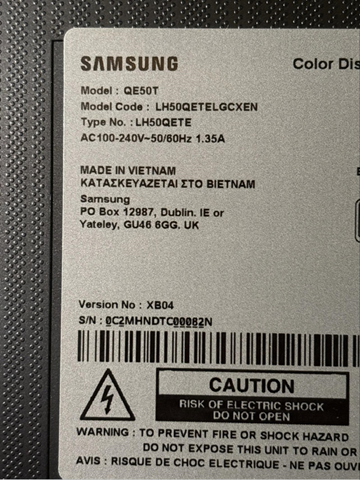 SAMSUNG
Color Dis
Model : QE50T
Model Code : LH50QETELGCXEN
Type No. : LH50QETE
AC100-240V~50/60Hz 1.35A
MADE IN VIETNAM
ΚΑΤΑΣΚΕΥΑΖΕΤΑΙ ΣΤΟ ΒΙΕΤΝΑΜ
Samsung
PO Box 12987, Dublin. IE or
Yateley, GU46 6GG. UK
Version No : XB04
S/N : 0C2MHNDTC00082N
CAUTION
RISK OF ELECTRIC SHOCK
DO NOT OPEN
WARNING : TO PREVENT FIRE OR SHOCK HAZARD
DO NOT EXPOSE THIS UNIT TO RAIN OR
AVIS : RISQUE DE CHOC ELECTRIQUE - NE PAS OUV